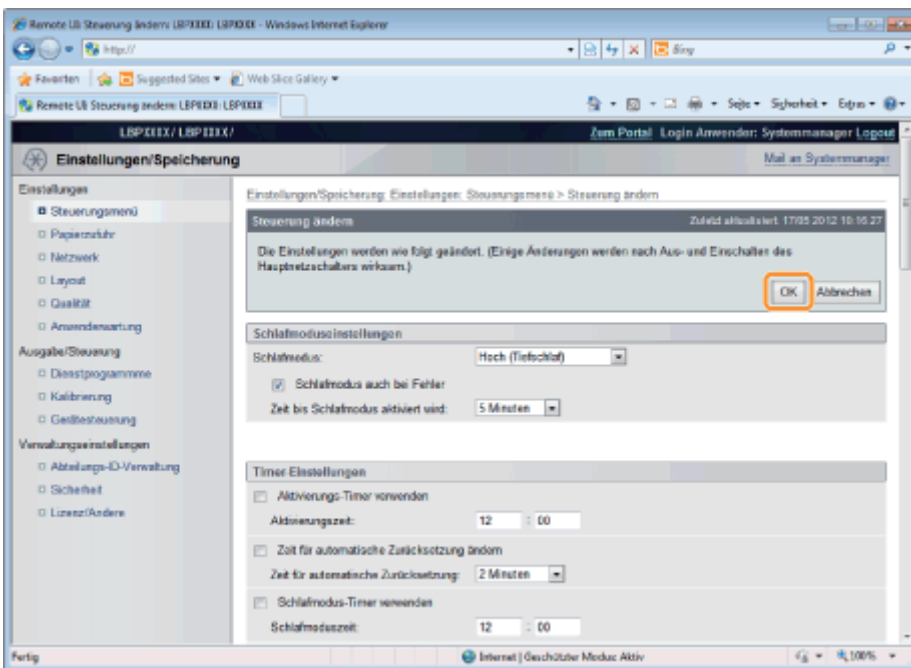 Remote UI: Steuerung ändern: LBPXXXX: LBPXXXX - Windows Internet Explorer
http://
Bing
Favoriten Suggested Sites Web Slice Gallery
Remote UI: Steuerung ändern: LBPXXXX: LBPXXXX
Seite Sicherheit Extras
LBPXXXX/ LBPXXXX/
Zum Portal Login Anwender: Systemmanager Logout
Einstellungen/Speicherung
Mail an Systemmanager
Einstellungen
Steuerungsmenü
Papierzufuhr
Netzwerk
Layout
Qualität
Anwenderwartung
Ausgabe/Steuerung
Dienstprogrammme
Kalibrierung
Gerätesteuerung
Verwaltungseinstellungen
Abteilungs-ID-Verwaltung
Sicherheit
Lizenz/Andere
Einstellungen/Speicherung: Einstellungen: Steuerungsmenü > Steuerung ändern
Steuerung ändern
Zuletzt aktualisiert: 17/05 2012 10:16:27
Die Einstellungen werden wie folgt geändert. (Einige Änderungen werden nach Aus- und Einschalten des
Hauptnetzschalters wirksam.)
OK Abbrechen
Schlafmoduseinstellungen
Schlafmodus: Hoch (Tiefschlaf)
Schlafmodus auch bei Fehler
Zeit bis Schlafmodus aktiviert wird: 5 Minuten
Timer-Einstellungen
Aktivierungs-Timer verwenden
Aktivierungszeit: 12 : 00
Zeit für automatische Zurücksetzung ändern
Zeit für automatische Zurücksetzung: 2 Minuten
Schlafmodus-Timer verwenden
Schlafmoduszeit: 12 : 00
Fertig
Internet | Geschützter Modus: Aktiv
100%